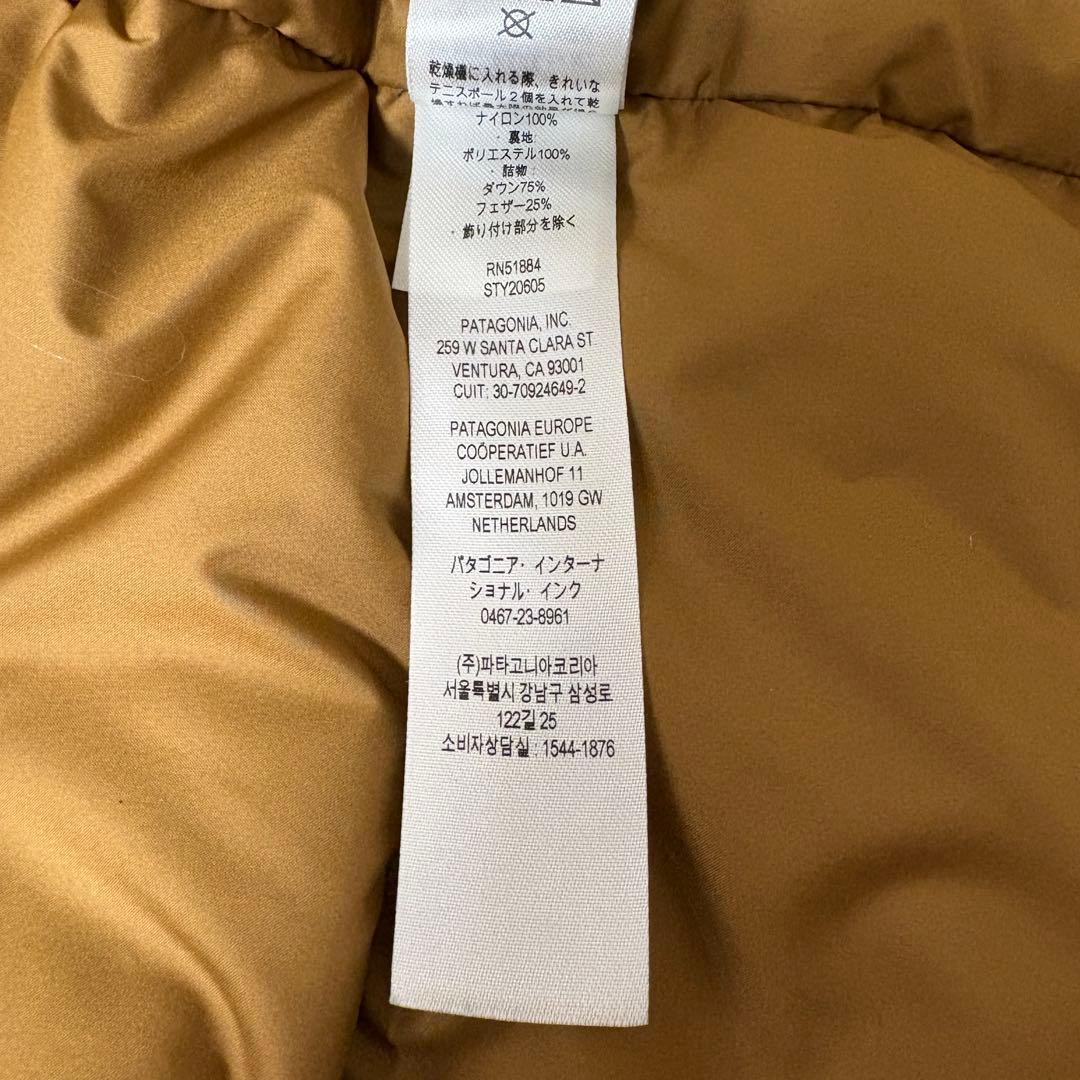 乾燥機に入れる際、きれいな
テニスボール2個を入れて乾
ナイロン100%
・裏地:
ポリエステル100%
・詰物:
ダウン75%
フェザー25%
・飾り付け部分を除く
RN51884
STY20605
PATAGONIA, INC.
259 W SANTA CLARA ST
VENTURA, CA 93001
CUIT: 30-70924649-2
PATAGONIA EUROPE
COÖPERATIEF U.A.
JOLLEMANHOF 11
AMSTERDAM, 1019 GW
NETHERLANDS
パタゴニア・インターナ
ショナル・インク
0467-23-8961
(주)파타고니아코리아
서울특별시 강남구 삼성로
122길 25
소비자상담실 : 1544-1876